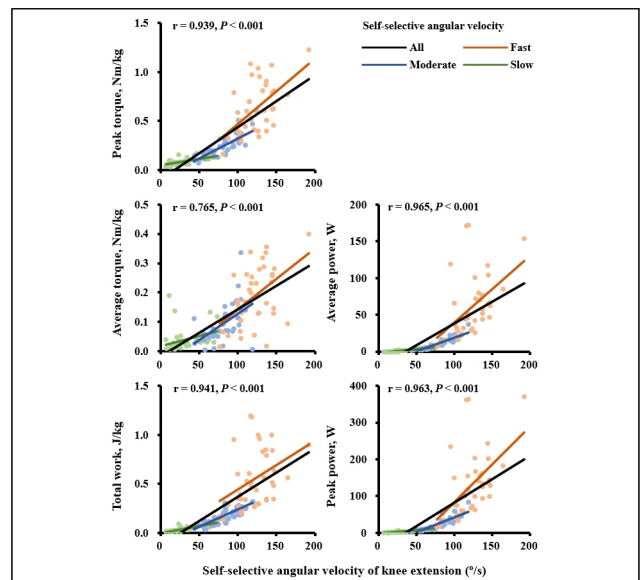 r = 0.939, P < 0.001
Self-selective angular velocity
All
Fast
Moderate
Slow
Peak torque, Nm/kg
1.5
1.0
0.5
0.0
0 50 100 150 200
r = 0.765, P < 0.001
Average torque, Nm/kg
0.5
0.4
0.3
0.2
0.1
0.0
0 50 100 150 200
r = 0.965, P < 0.001
Average power, W
200
150
100
50
0
0 50 100 150 200
r = 0.941, P < 0.001
Total work, J/kg
1.5
1.0
0.5
0.0
0 50 100 150 200
r = 0.963, P < 0.001
Peak power, W
400
300
200
100
0
0 50 100 150 200
Self-selective angular velocity of knee extension (°/s)